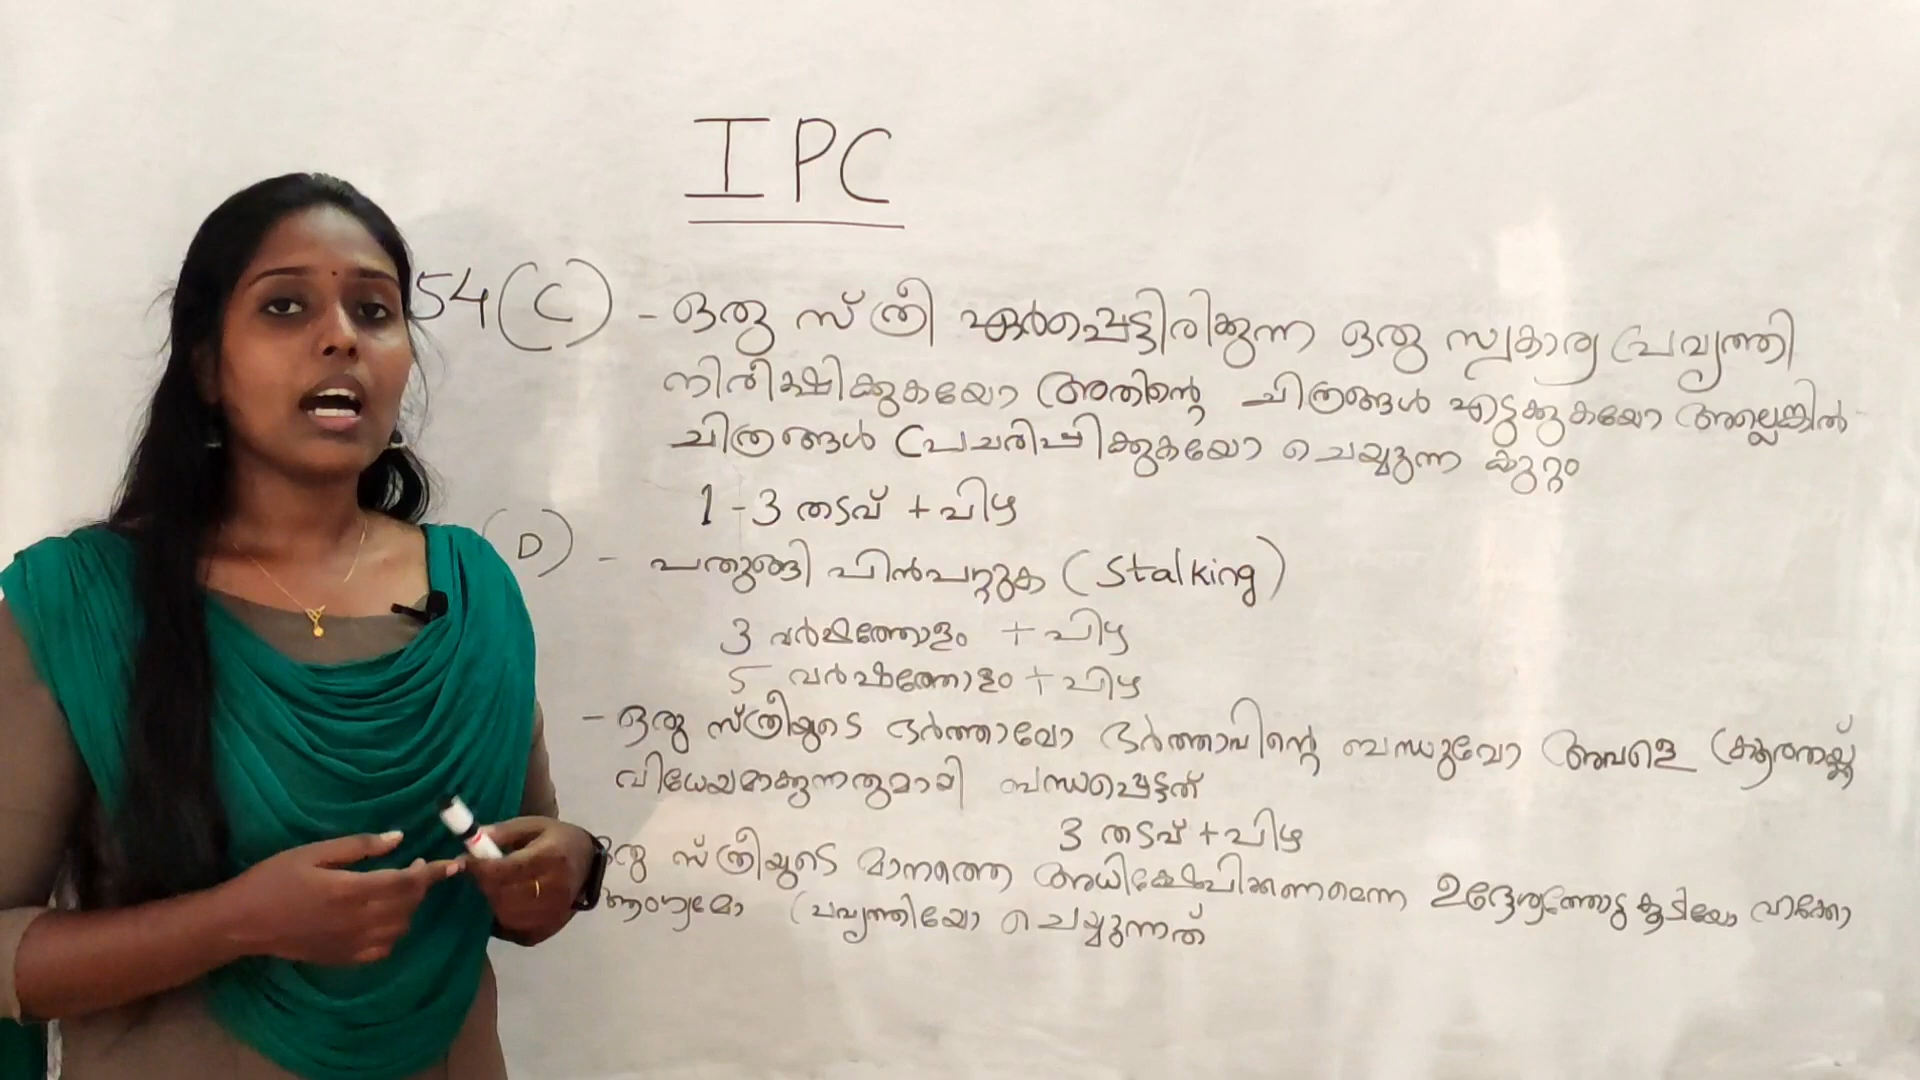 IPC
54 (C) - ഒരു സ്ത്രീ ഏർപ്പെട്ടിരിക്കുന്ന ഒരു സ്വകാര്യ പ്രവൃത്തി
നിരീക്ഷിക്കുകയോ അതിന്റെ ചിത്രങ്ങൾ എടുക്കുകയോ അല്ലെങ്കിൽ
ചിത്രങ്ങൾ പ്രചരിപ്പിക്കുകയോ ചെയ്യുന്ന കുറ്റം
1 - 3 തടവ് + പിഴ
(D) - പതുങ്ങി പിൻപറ്റുക (Stalking)
3 വർഷത്തോളം + പിഴ
5 വർഷത്തോളം + പിഴ
- ഒരു സ്ത്രീയുടെ ഭർത്താവോ ഭർത്താവിന്റെ ബന്ധുവോ അവളെ ക്രൂരതയ്ക്ക്
വിധേയമാക്കുന്നതുമായി ബന്ധപ്പെട്ടത്
3 തടവ് + പിഴ
ഒരു സ്ത്രീയുടെ മാനത്തെ അധിക്ഷേപിക്കണമെന്ന ഉദ്ദേശ്യത്തോടുകൂടിയോ വാക്കോ
ആംഗ്യമോ പ്രവൃത്തിയോ ചെയ്യുന്നത്